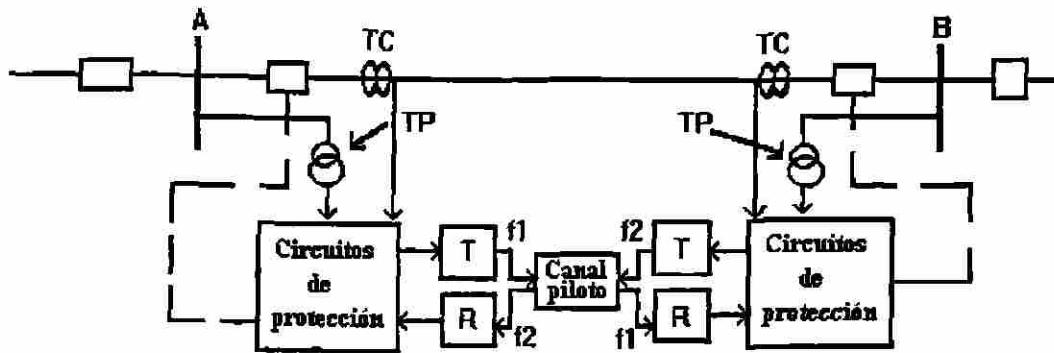 A
TC
TC
B
TP
TP
Circuitos
de
protección
T
f1
R
f2
Canal
piloto
f2
T
f1
R
Circuitos
de
protección